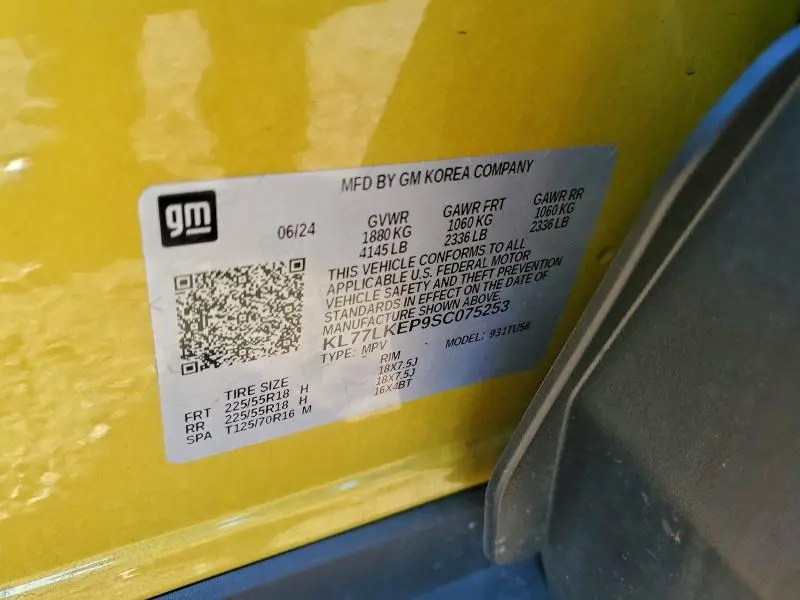 MFD BY GM KOREA COMPANY
gm
06/24
GVWR GAWR FRT GAWR RR
1880 KG 1060 KG 1060 KG
4145 LB 2336 LB 2336 LB
THIS VEHICLE CONFORMS TO ALL
APPLICABLE U.S. FEDERAL MOTOR
VEHICLE SAFETY AND THEFT PREVENTION
STANDARDS IN EFFECT ON THE DATE OF
MANUFACTURE SHOWN ABOVE.
KL77LKEP9SC075253
TYPE: MPV MODEL: 931TU58
TIRE SIZE RIM
FRT 225/55R18 H 18X7.5J
RR 225/55R18 H 18X7.5J
SPA T125/70R16 M 16X4BT